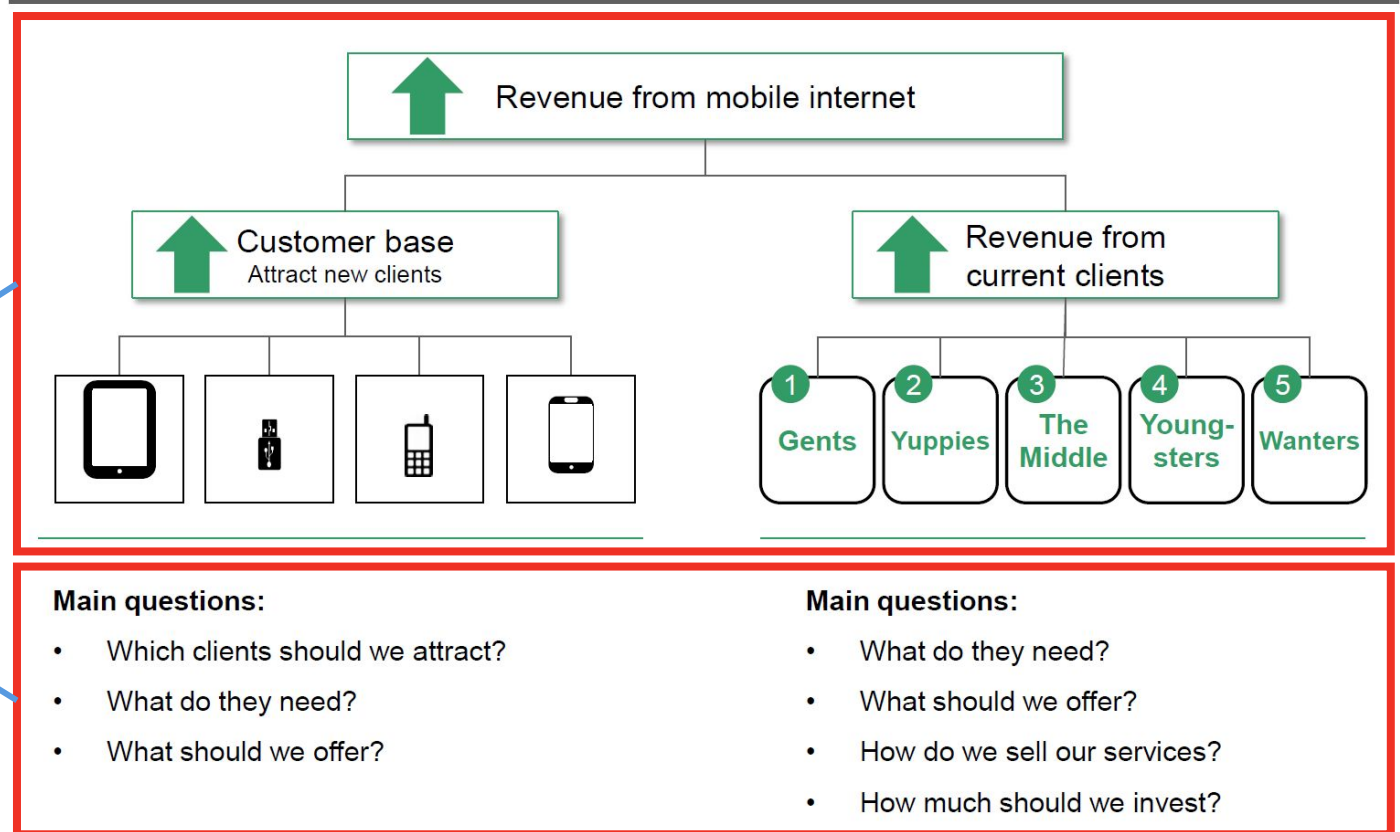 Revenue from mobile internet
Customer base
Attract new clients
Revenue from
current clients
1
Gents
2
Yuppies
3
The
Middle
4
Young-
sters
5
Wanters
Main questions:
• Which clients should we attract?
• What do they need?
• What should we offer?
Main questions:
• What do they need?
• What should we offer?
• How do we sell our services?
• How much should we invest?